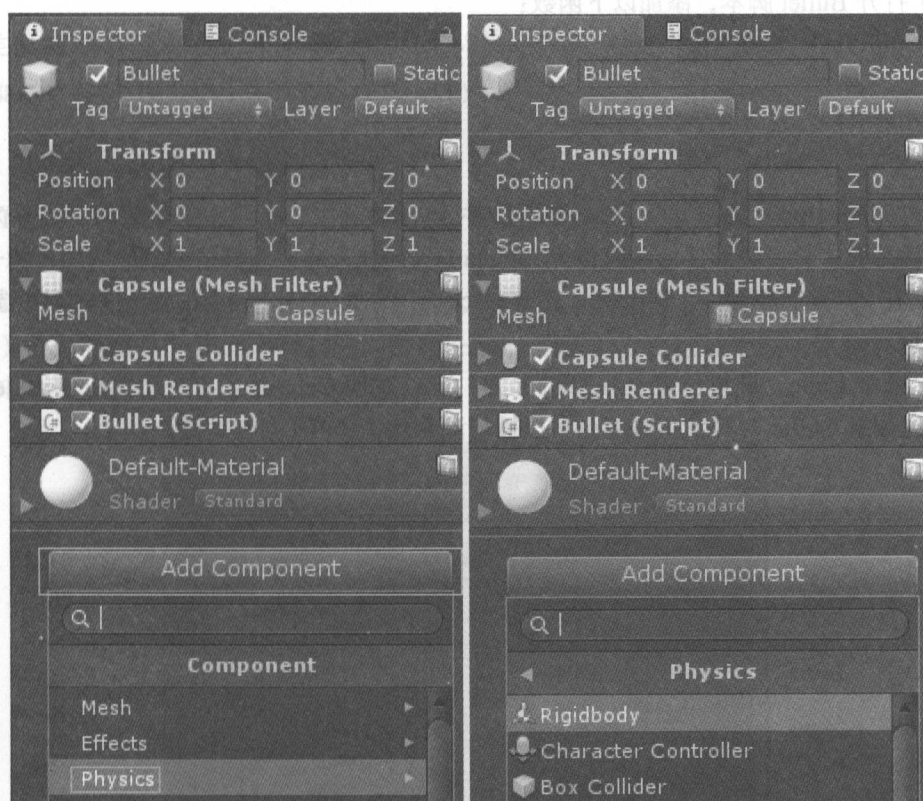 Inspector
Console
Bullet
Static
Tag Untagged Layer Default
Transform
Position X 0 Y 0 Z 0
Rotation X 0 Y 0 Z 0
Scale X 1 Y 1 Z 1
Capsule (Mesh Filter)
Mesh Capsule
Capsule Collider
Mesh Renderer
Bullet (Script)
Default-Material
Shader Standard
Add Component
Component
Mesh
Effects
Physics
Inspector
Console
Bullet
Static
Tag Untagged Layer Default
Transform
Position X 0 Y 0 Z 0
Rotation X 0 Y 0 Z 0
Scale X 1 Y 1 Z 1
Capsule (Mesh Filter)
Mesh Capsule
Capsule Collider
Mesh Renderer
Bullet (Script)
Default-Material
Shader Standard
Add Component
Physics
Rigidbody
Character Controller
Box Collider